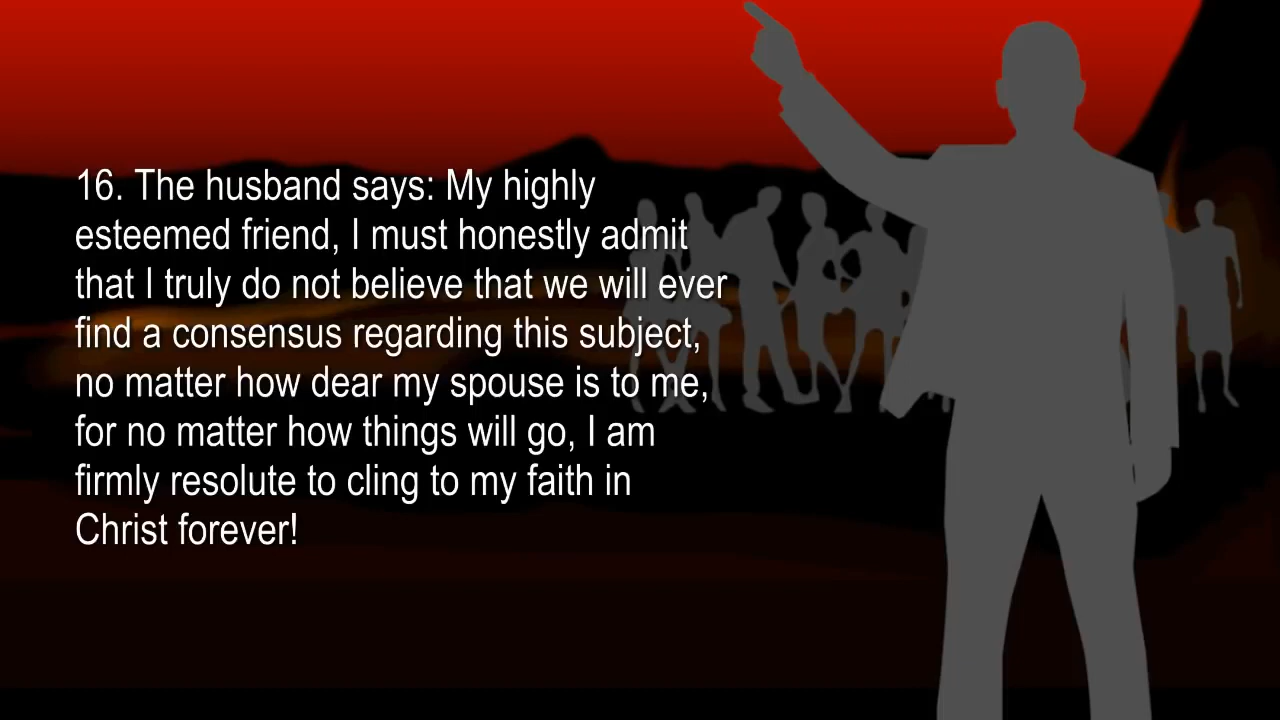 16. The husband says: My highly
esteemed friend, I must honestly admit
that I truly do not believe that we will ever
find a consensus regarding this subject,
no matter how dear my spouse is to me,
for no matter how things will go, I am
firmly resolute to cling to my faith in
Christ forever!